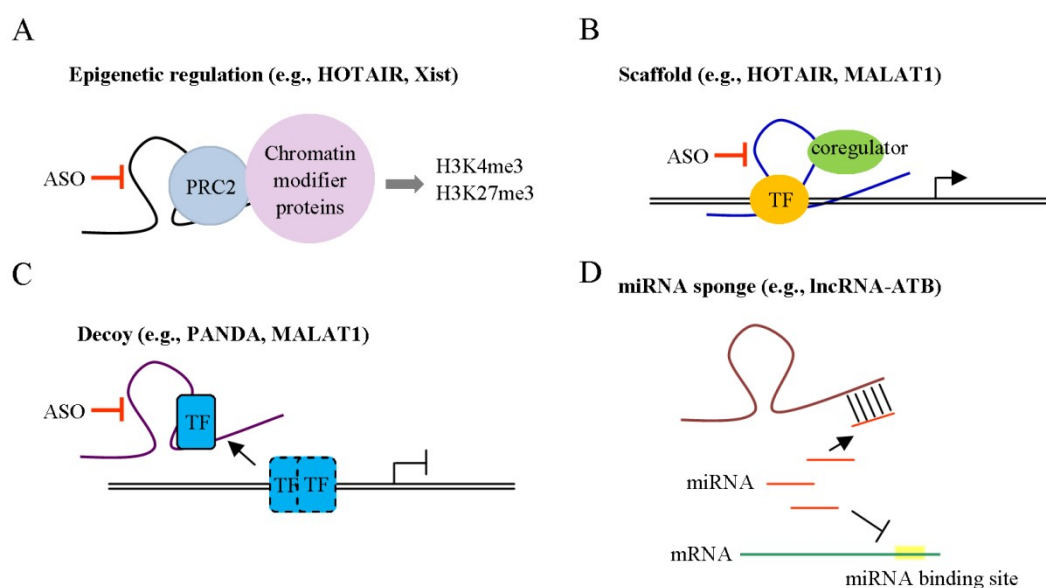 A
Epigenetic regulation (e.g., HOTAIR, Xist)
ASO
PRC2
Chromatin
modifier
proteins
H3K4me3
H3K27me3
B
Scaffold (e.g., HOTAIR, MALAT1)
ASO
coregulator
TF
C
Decoy (e.g., PANDA, MALAT1)
ASO
TF
TF
TF
D
miRNA sponge (e.g., lncRNA-ATB)
miRNA
mRNA
miRNA binding site